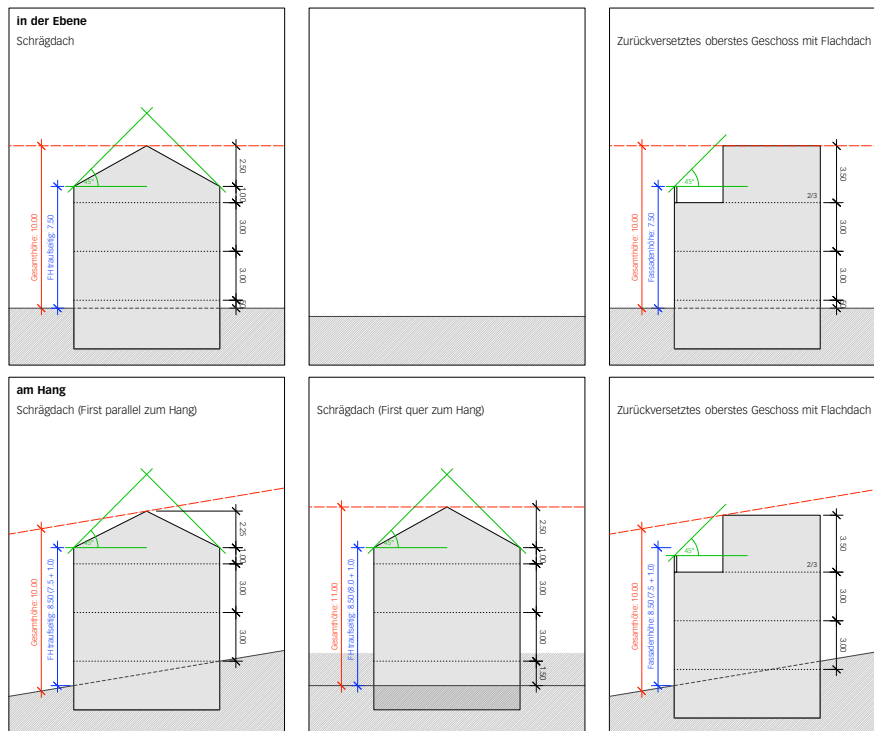 in der Ebene
Schrägdach
45°
Gesamthöhe: 10.00
FH traufseitig: 7.50
2.50
1.00
3.00
3.00
Zurückversetztes oberstes Geschoss mit Flachdach
45°
2/3
Gesamthöhe: 10.00
Fassadenhöhe: 7.50
3.50
3.00
3.00
am Hang
Schrägdach (First parallel zum Hang)
45°
Gesamthöhe: 10.00
FH traufseitig: 8.50 (7.5 + 1.0)
2.25
1.00
3.00
3.00
Schrägdach (First quer zum Hang)
45°
Gesamthöhe: 11.00
FH traufseitig: 8.50 (8.0 + 1.0)
2.50
1.00
3.00
3.00
1.50
Zurückversetztes oberstes Geschoss mit Flachdach
45°
2/3
Gesamthöhe: 10.00
Fassadenhöhe: 8.50 (7.5 + 1.0)
3.50
3.00
3.00